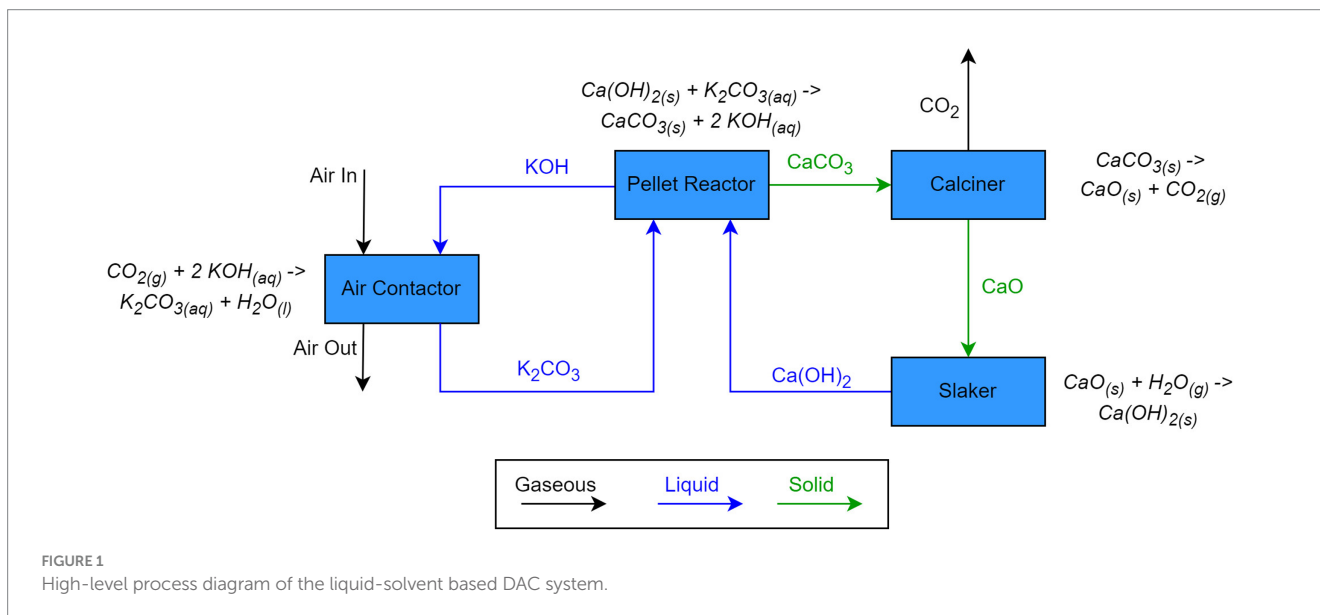 Ca(OH)₂(s) + K₂CO₃(aq) ->
CaCO₃(s) + 2 KOH(aq)
CO₂
KOH
CaCO₃
Pellet Reactor
Calciner
CaCO₃(s) ->
CaO(s) + CO₂(g)
Air In
CO₂(g) + 2 KOH(aq) ->
K₂CO₃(aq) + H₂O(l)
Air Contactor
Air Out
CaO
K₂CO₃
Ca(OH)₂
Slaker
CaO(s) + H₂O(g) ->
Ca(OH)₂(s)
Gaseous
Liquid
Solid
FIGURE 1
High-level process diagram of the liquid-solvent based DAC system.